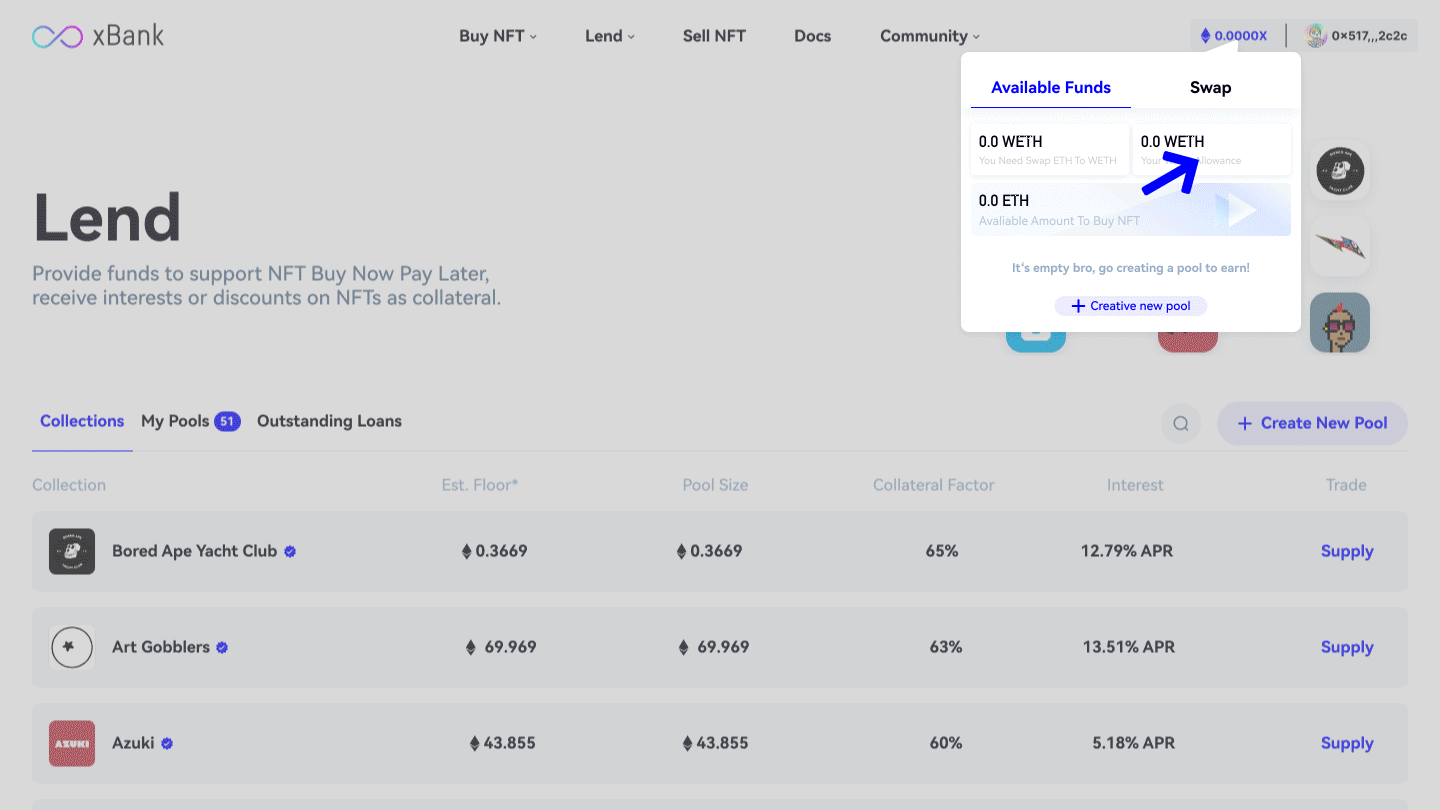 xBank
Buy NFT
Lend
Sell NFT
Docs
Community
0.0000X
0×517,,,2c2c
Available Funds
Swap
0.0 WETH
You Need Swap ETH To WETH
0.0 WETH
Your llowance
0.0 ETH
Avaliable Amount To Buy NFT
It's empty bro, go creating a pool to earn!
+ Creative new pool
Lend
Provide funds to support NFT Buy Now Pay Later,
receive interests or discounts on NFTs as collateral.
Collections
My Pools 51
Outstanding Loans
+ Create New Pool
Collection Est. Floor* Pool Size Collateral Factor Interest Trade
Bored Ape Yacht Club 0.3669 0.3669 65% 12.79% APR Supply
Art Gobblers 69.969 69.969 63% 13.51% APR Supply
AZUKI
Azuki 43.855 43.855 60% 5.18% APR Supply